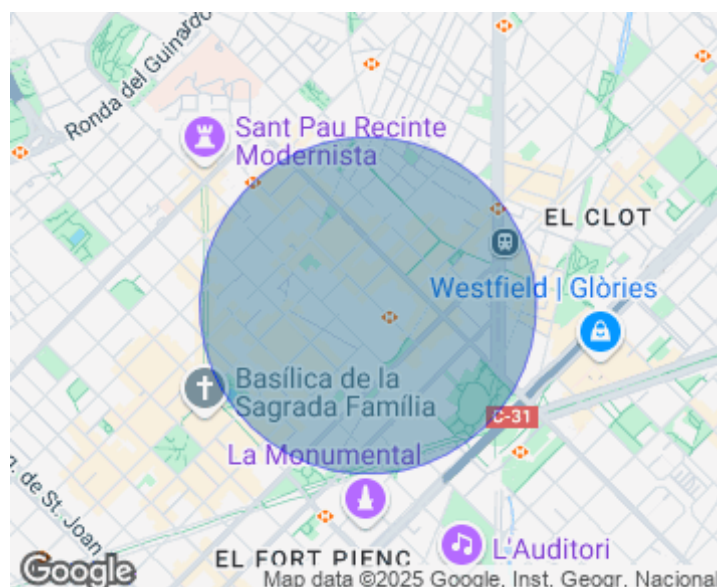 Ronda del Guinardó
Sant Pau Recinte
Modernista
EL CLOT
Westfield | Glòries
Basílica de la
Sagrada Família
C-31
La Monumental
g. de St. Joan
L'Auditori
EL FORT PIENC
Google
Map data ©2025 Google, Inst. Geogr. Nacional